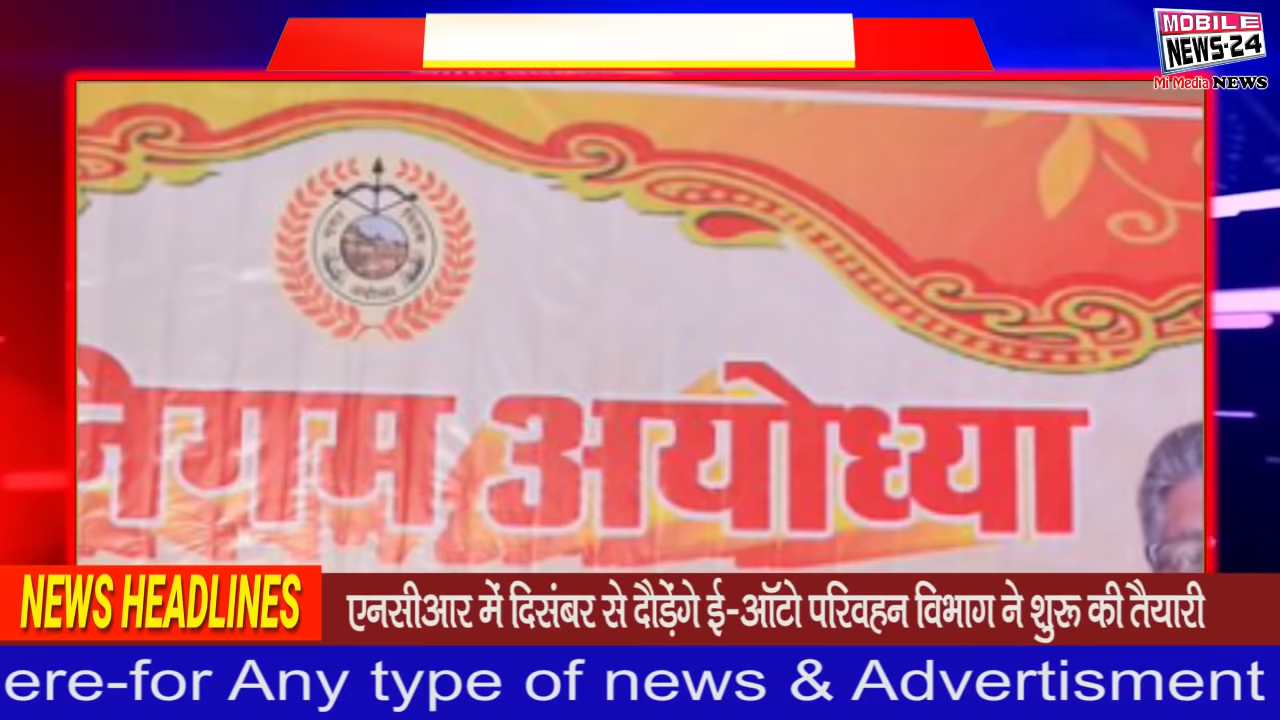 MOBILE
NEWS-24
Mi Media NEWS
निगम अयोध्या
NEWS HEADLINES
एनसीआर में दिसंबर से दौड़ेंगे ई-ऑटो परिवहन विभाग ने शुरू की तैयारी
ere-for Any type of news & Advertisment